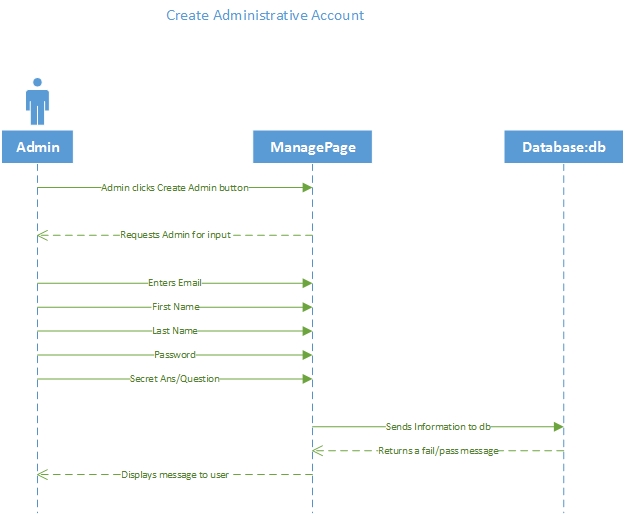 Create Administrative Account
Admin
ManagePage
Database:db
Admin clicks Create Admin button
Requests Admin for input
Enters Email
First Name
Last Name
Password
Secret Ans/Question
Sends Information to db
Returns a fail/pass message
Displays message to user